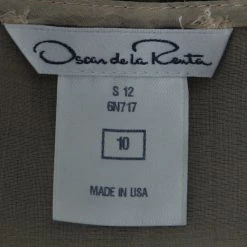 Oscar de la Renta
S 12
6N717
10
MADE IN USA